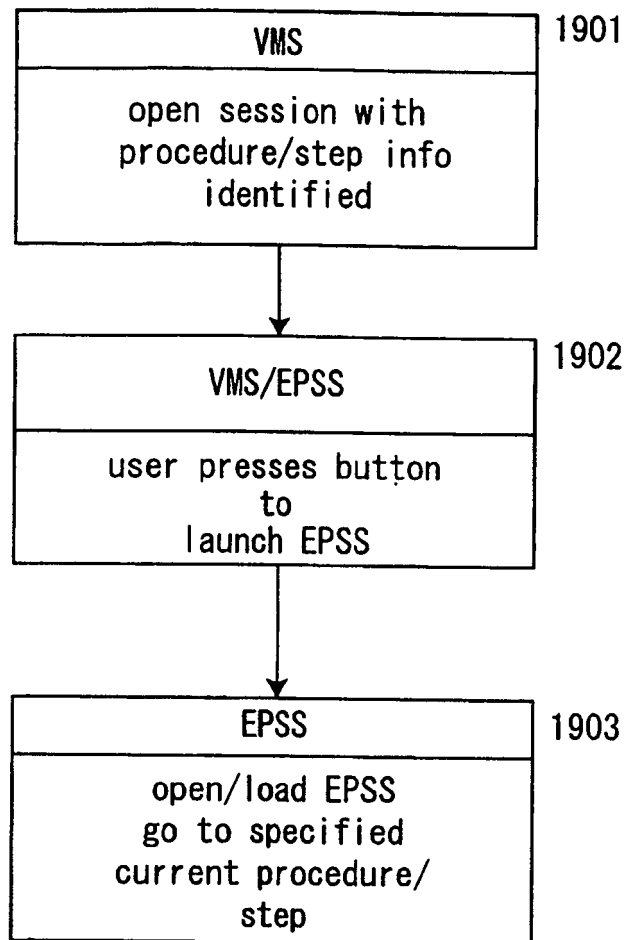 VMS
1901
open session with
procedure/step info
identified
VMS/EPSS
1902
user presses button
to
launch EPSS
EPSS
1903
open/load EPSS
go to specified
current procedure/
step